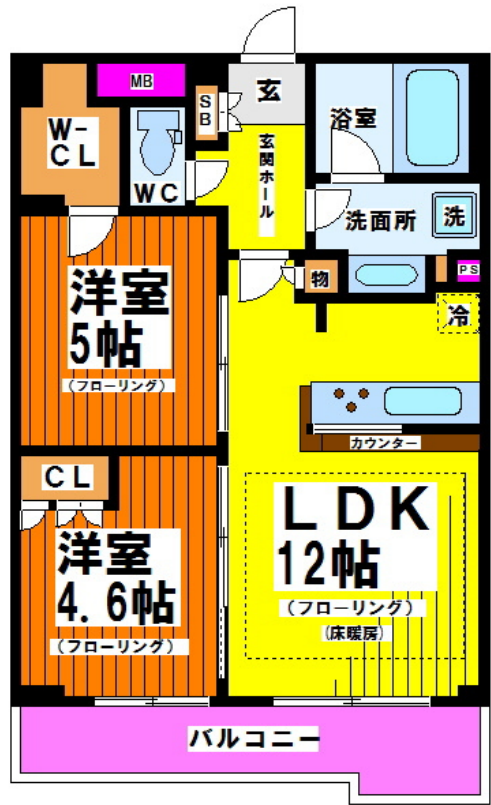 MB
玄
SB
浴室
W-
CL
WC
玄関ホール
洗面所
洗
物
PS
洋室
5帖
(フローリング)
冷
カウンター
CL
LDK
12帖
(フローリング)
(床暖房)
洋室
4.6帖
(フローリング)
バルコニー